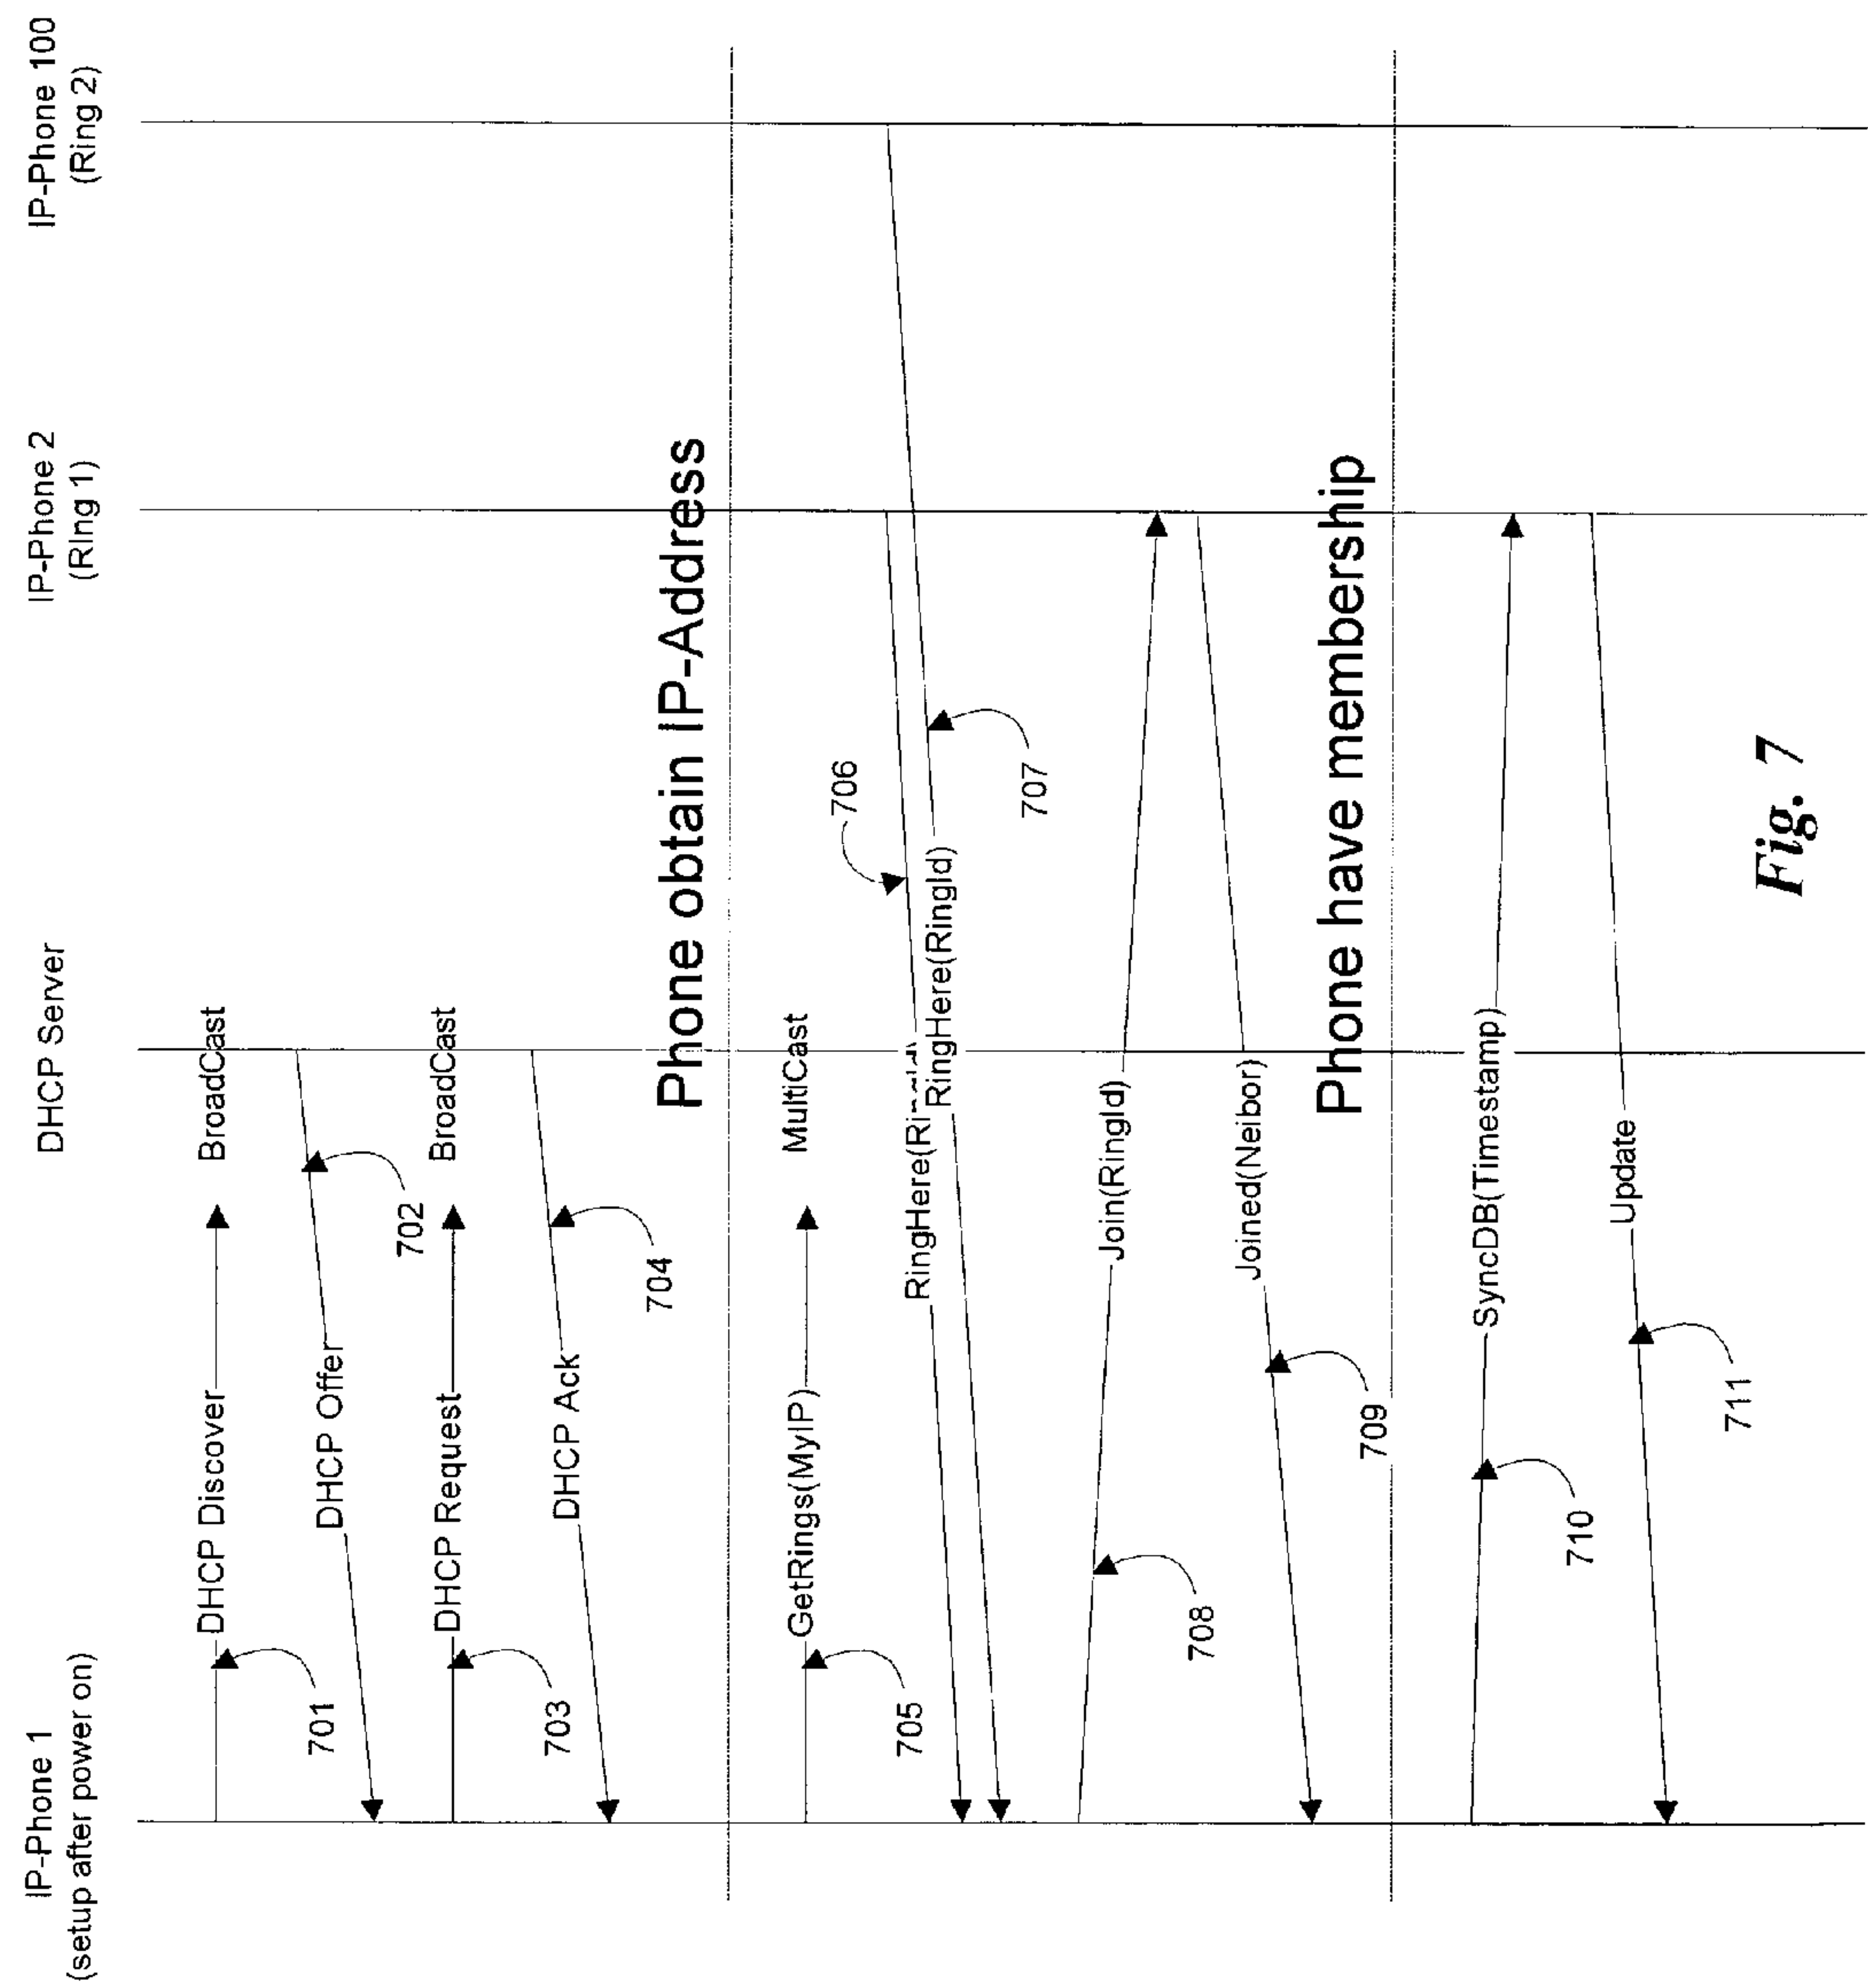 IP-Phone 1
(setup after power on)
DHCP Server
IP-Phone 2
(RIng 1)
IP-Phone 100
(Ring 2)
DHCP Discover
BroadCast
701
DHCP Offer
702
DHCP Request
BroadCast
703
DHCP Ack
704
Phone obtain IP-Address
GetRings(MyIP)
MultiCast
705
706
RingHere(
RingHere(RingId)
707
Join(RingId)
708
Joined(Neibor)
709
Phone have membership
SyncDB(Timestamp)
710
Update
711
Fig. 7